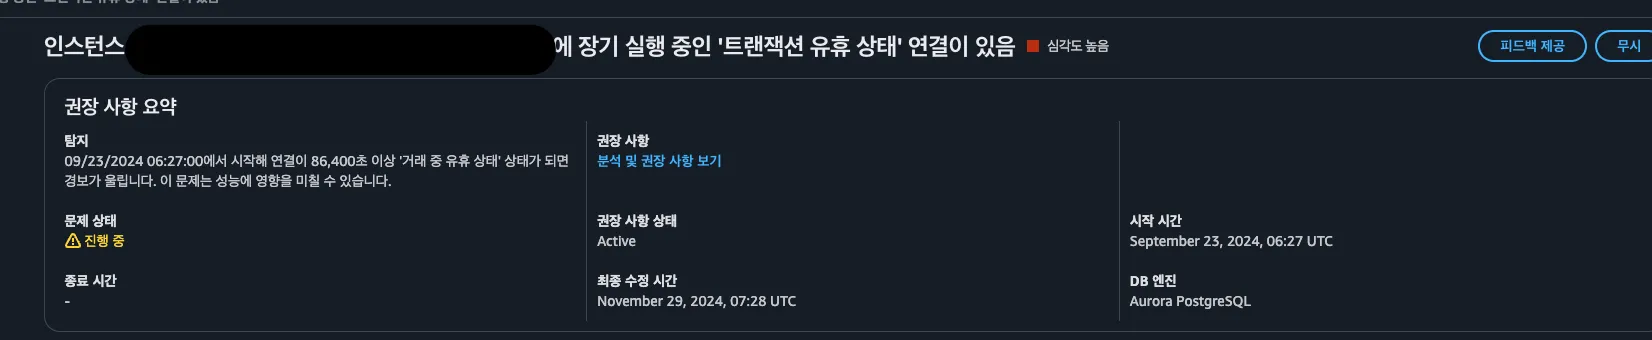 인스턴스 에 장기 실행 중인 '트랜잭션 유휴 상태' 연결이 있음 심각도 높음 피드백 제공 무시
권장 사항 요약
탐지
09/23/2024 06:27:00에서 시작해 연결이 86,400초 이상 '거래 중 유휴 상태' 상태가 되면
경보가 울립니다. 이 문제는 성능에 영향을 미칠 수 있습니다.
권장 사항
분석 및 권장 사항 보기
문제 상태
진행 중
권장 사항 상태
Active
시작 시간
September 23, 2024, 06:27 UTC
종료 시간
-
최종 수정 시간
November 29, 2024, 07:28 UTC
DB 엔진
Aurora PostgreSQL